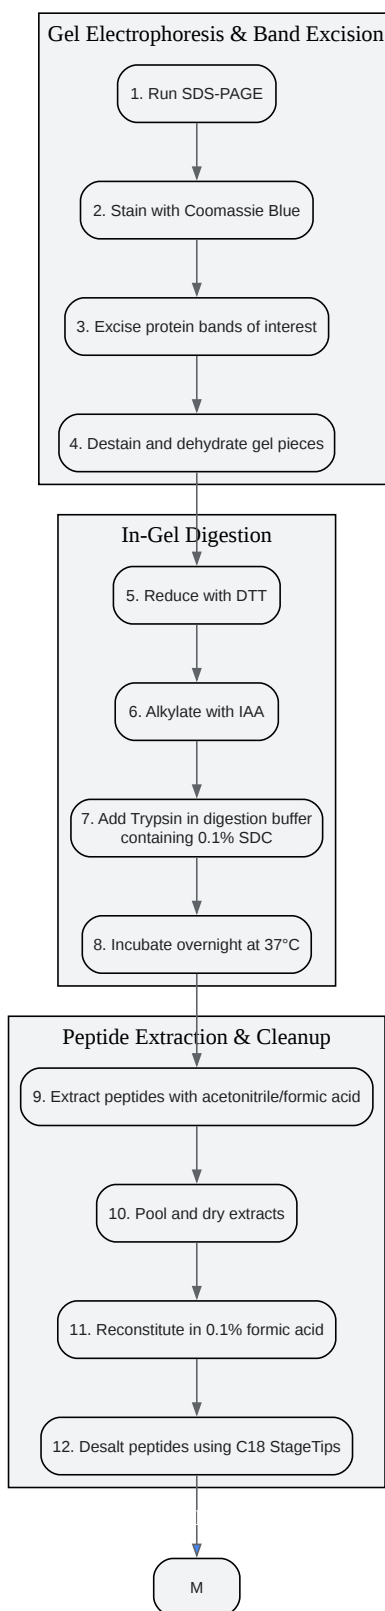 Gel Electrophoresis & Band Excision
1. Run SDS-PAGE
2. Stain with Coomassie Blue
3. Excise protein bands of interest
4. Destain and dehydrate gel pieces
In-Gel Digestion
5. Reduce with DTT
6. Alkylate with IAA
7. Add Trypsin in digestion buffer
containing 0.1% SDC
8. Incubate overnight at 37°C
Peptide Extraction & Cleanup
9. Extract peptides with acetonitrile/formic acid
10. Pool and dry extracts
11. Reconstitute in 0.1% formic acid
12. Desalt peptides using C18 StageTips
M